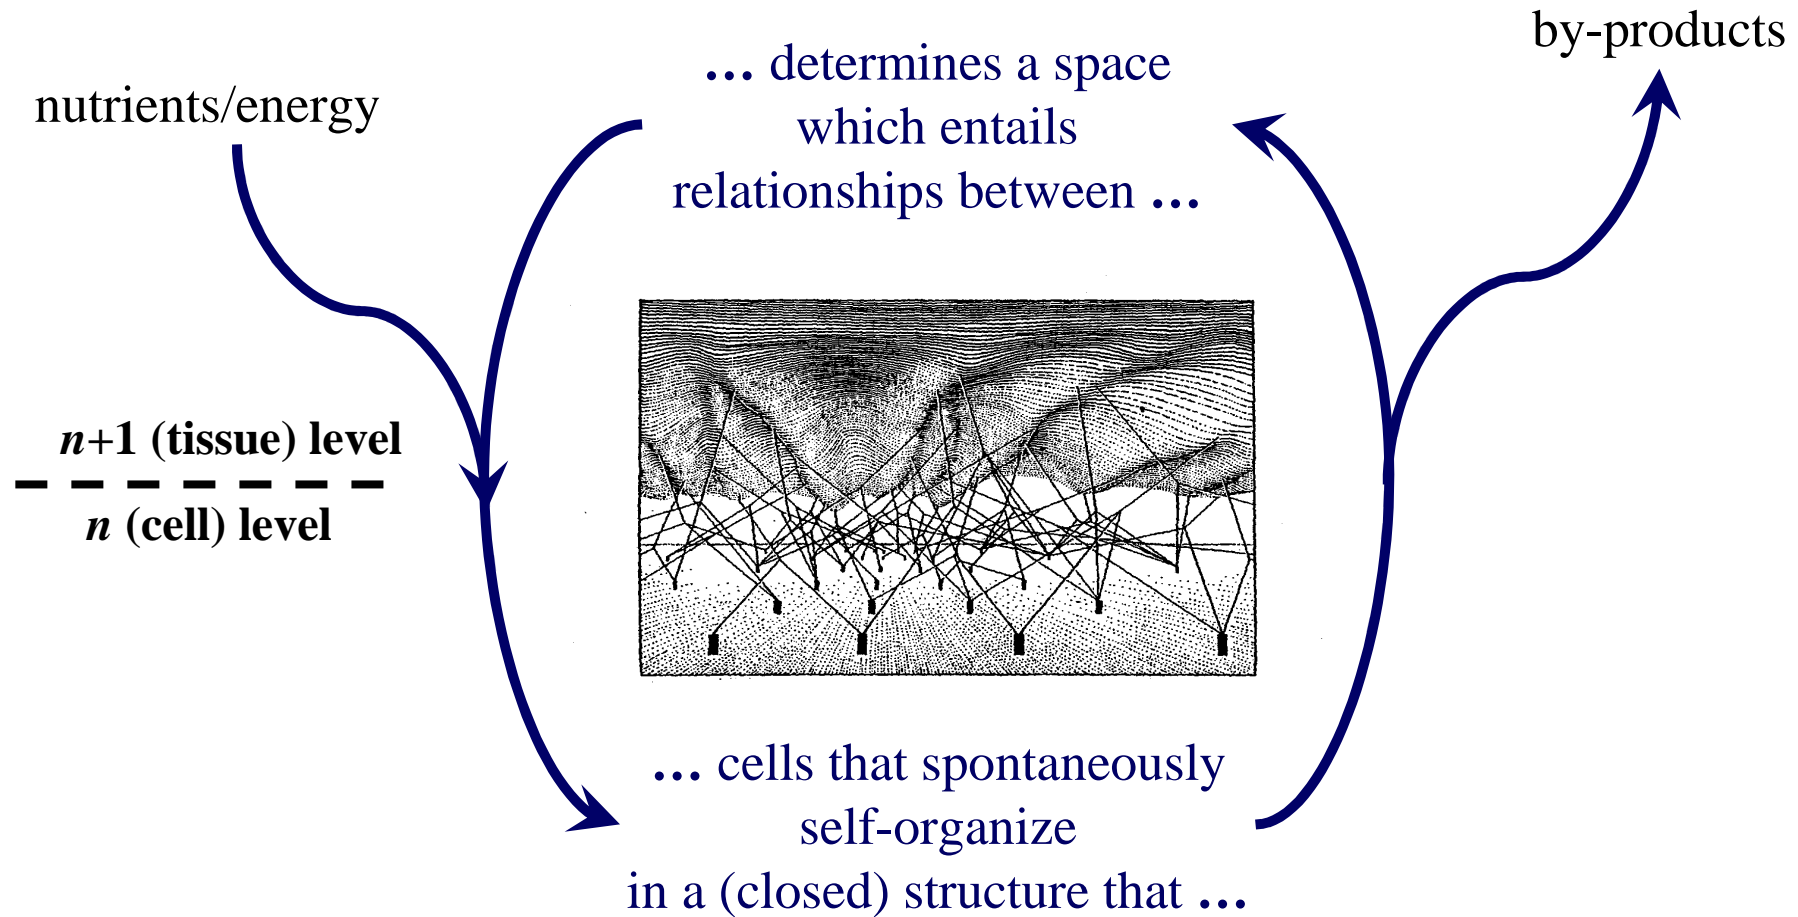 by-products
nutrients/energy
... determines a space
which entails
relationships between ...
n+1 (tissue) level
n (cell) level
... cells that spontaneously
self-organize
in a (closed) structure that ...